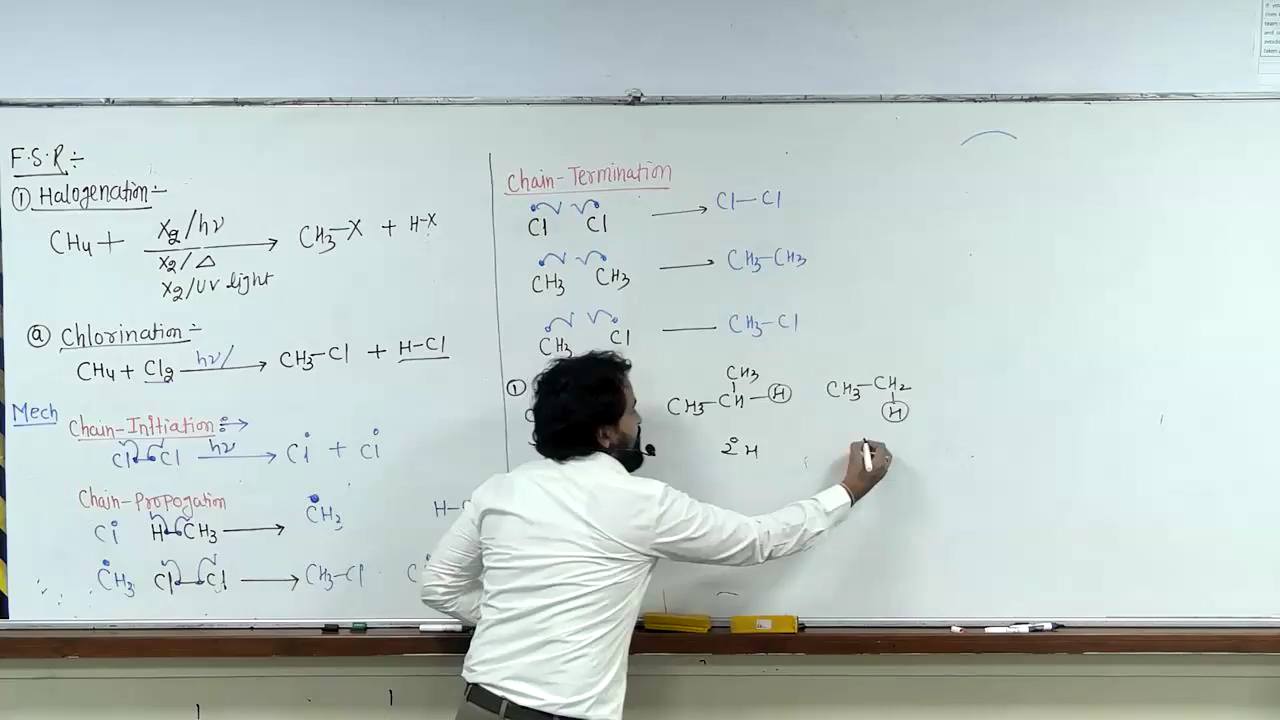 F.S.R ÷
① Halogenation :-
CH4 + X2/hν CH3-X + H-X
X2/△
X2/UV light
ⓐ Chlorination ÷
CH4 + Cl2 hν/ → CH3-Cl + H-Cl
Mech
Chain-Initiation :→
Cl Cl hν → Cl• + Cl•
Chain-Propogation
Cl• H-CH3 → •CH3 H-C
•CH3 Cl-Cl → CH3-Cl
Chain-Termination
Cl• •Cl → Cl-Cl
•CH3 •CH3 → CH3-CH3
•CH3 •Cl — CH3-Cl
①
CH3
CH3-CH-H CH3-CH2
H
2° H